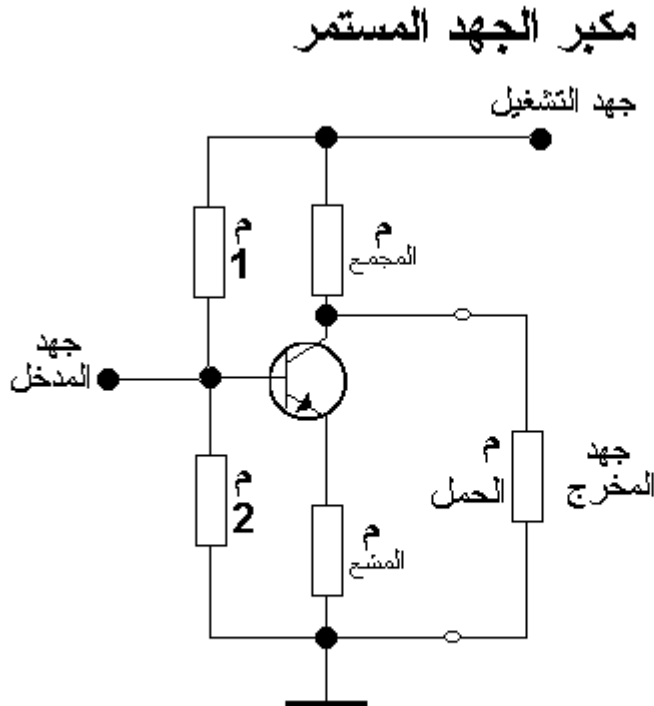 مكبر الجهد المستمر
جهد التشغيل
م
1
م
المجمع
جهد
المدخل
م
2
م
المشع
م
الحمل
جهد
المخرج